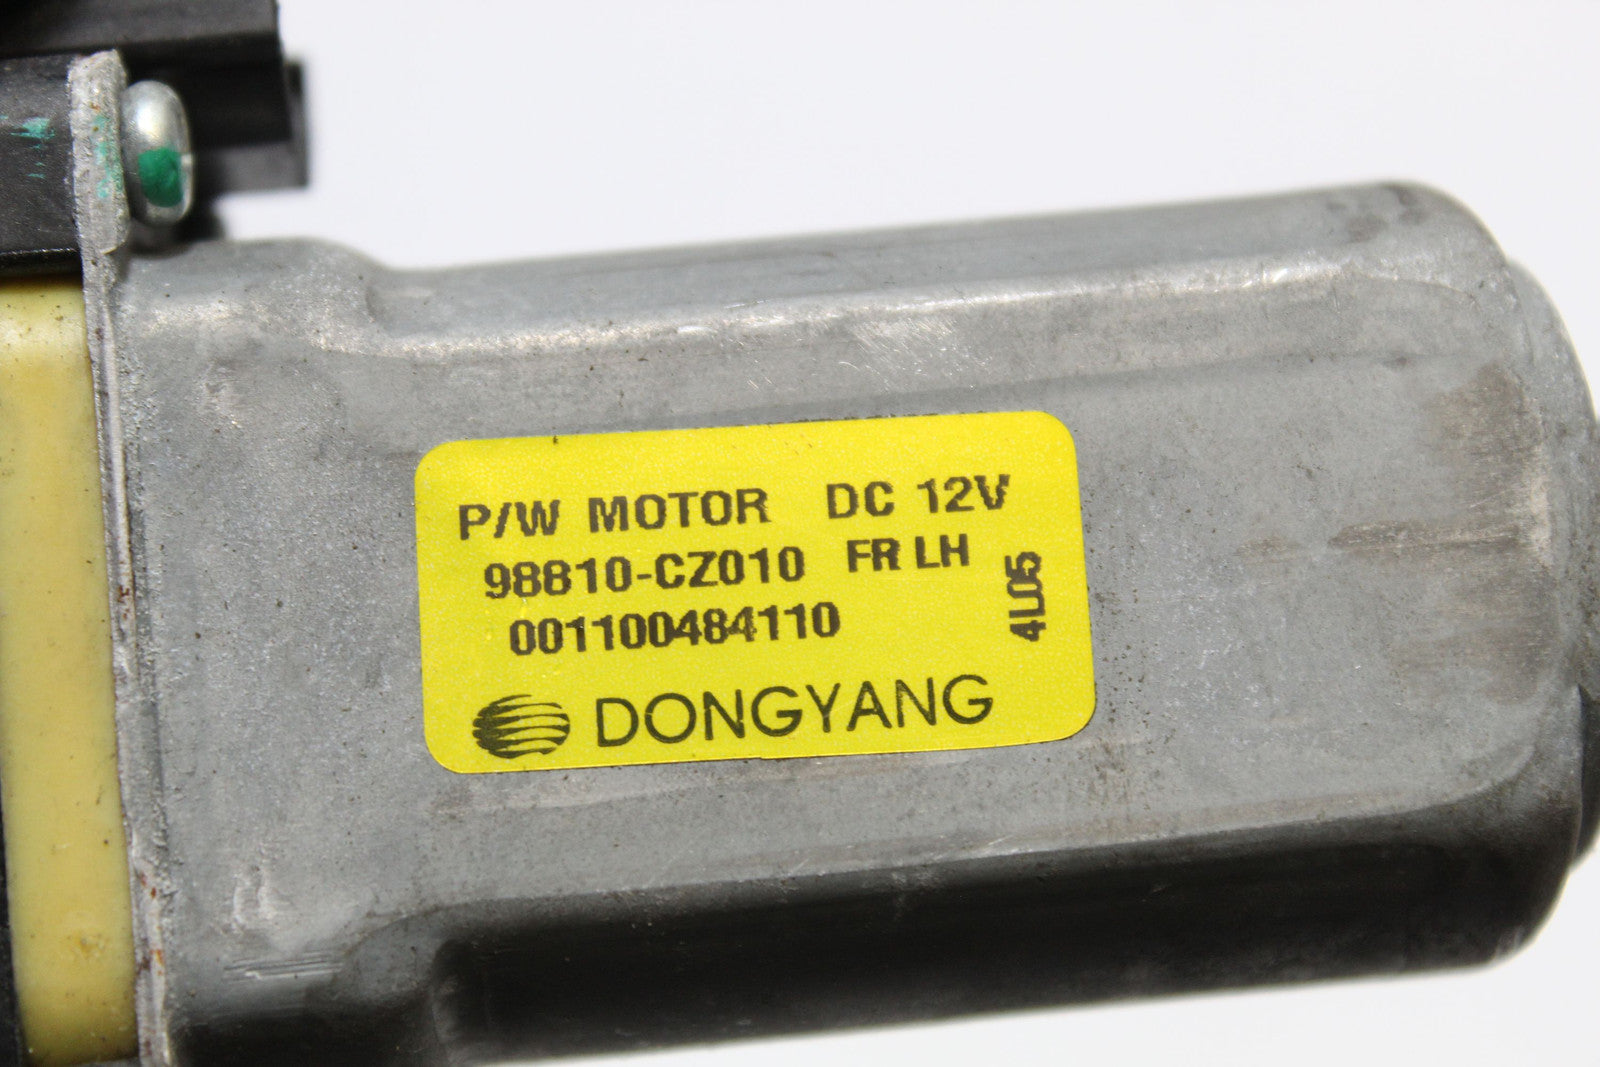 P/W MOTOR DC 12V
98810-CZ010 FR LH
001100484110
4L05
DONGYANG